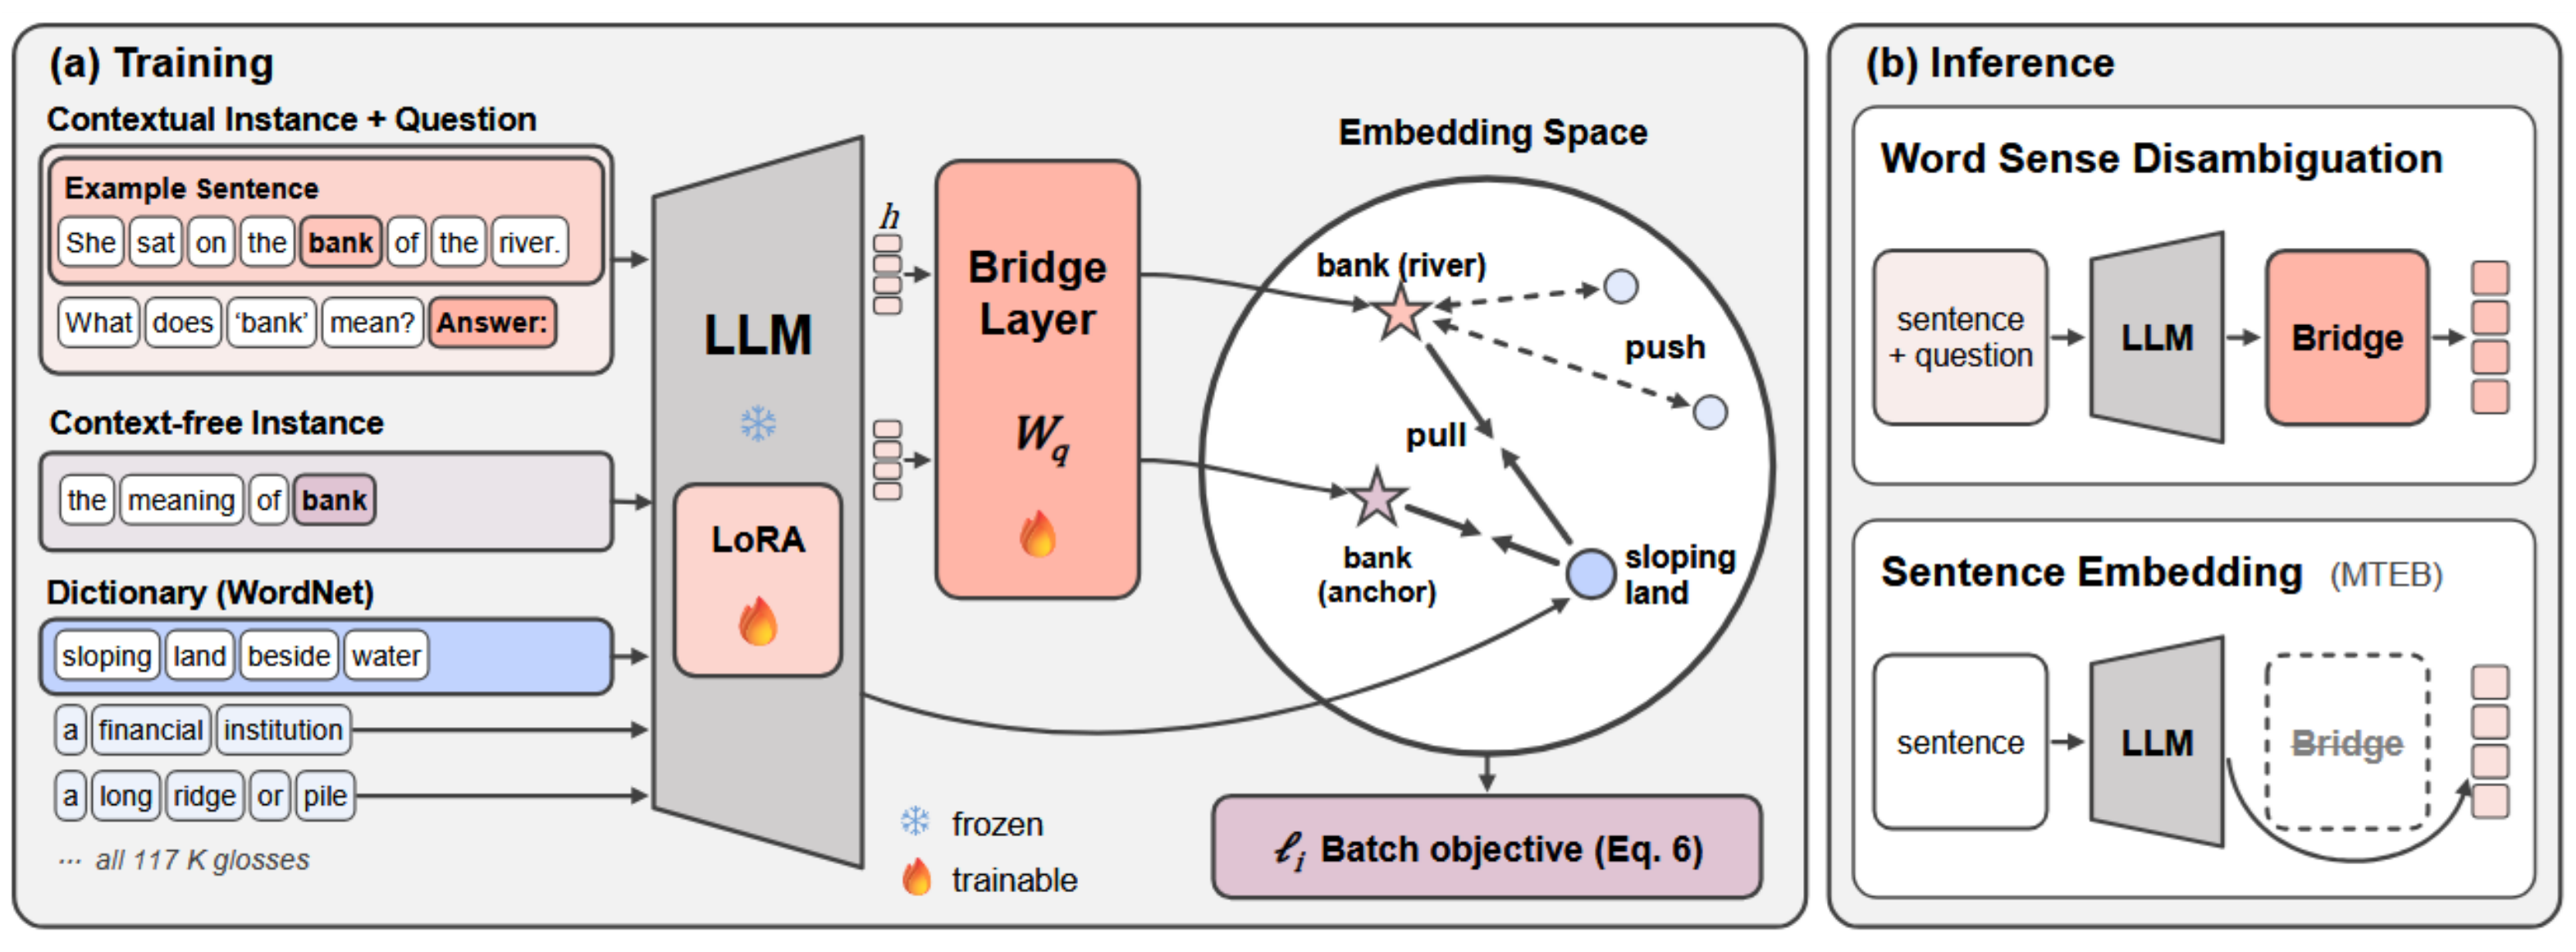 (a) Training
Contextual Instance + Question
Example Sentence
She sat on the bank of the river.
What does ‘bank’ mean? Answer:
Context-free Instance
the meaning of bank
Dictionary (WordNet)
sloping land beside water
a financial institution
a long ridge or pile
... all 117 K glosses
LLM
LoRA
h
Bridge
Layer
W_q
frozen
trainable
Embedding Space
bank (river)
push
pull
bank
(anchor)
sloping
land
ℓ_i Batch objective (Eq. 6)
(b) Inference
Word Sense Disambiguation
sentence
+ question
LLM
Bridge
Sentence Embedding (MTEB)
sentence
LLM
Bridge